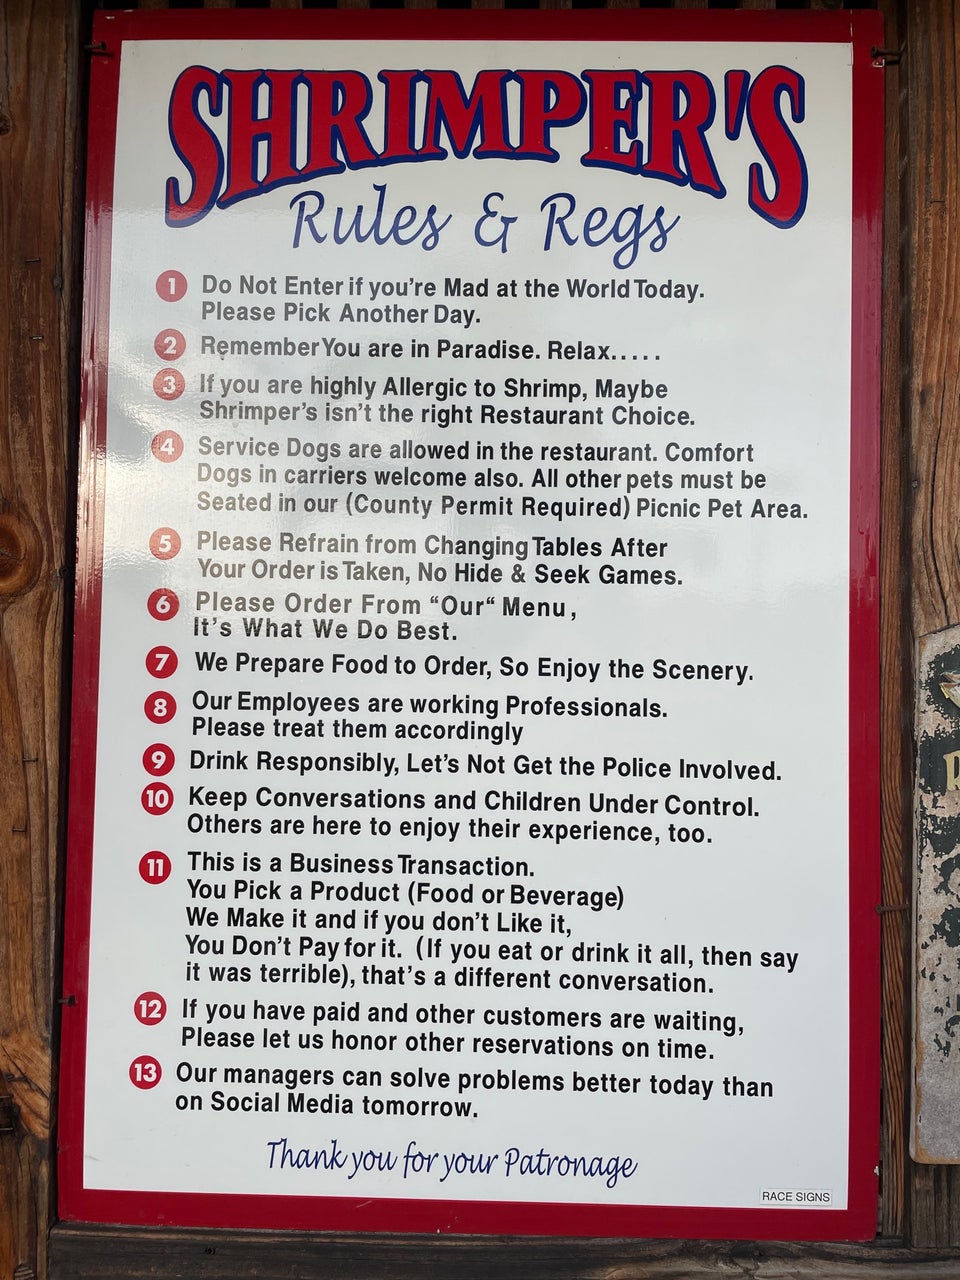 SHRIMPER'S
Rules & Regs
1 Do Not Enter if you're Mad at the World Today.
Please Pick Another Day.
2 Remember You are in Paradise. Relax.....
3 If you are highly Allergic to Shrimp, Maybe
Shrimper's isn't the right Restaurant Choice.
4 Service Dogs are allowed in the restaurant. Comfort
Dogs in carriers welcome also. All other pets must be
Seated in our (County Permit Required) Picnic Pet Area.
5 Please Refrain from Changing Tables After
Your Order is Taken, No Hide & Seek Games.
6 Please Order From “Our“ Menu,
It's What We Do Best.
7 We Prepare Food to Order, So Enjoy the Scenery.
8 Our Employees are working Professionals.
Please treat them accordingly
9 Drink Responsibly, Let's Not Get the Police Involved.
10 Keep Conversations and Children Under Control.
Others are here to enjoy their experience, too.
11 This is a Business Transaction.
You Pick a Product (Food or Beverage)
We Make it and if you don't Like it,
You Don't Pay for it. (If you eat or drink it all, then say
it was terrible), that's a different conversation.
12 If you have paid and other customers are waiting,
Please let us honor other reservations on time.
13 Our managers can solve problems better today than
on Social Media tomorrow.
Thank you for your Patronage
RACE SIGNS